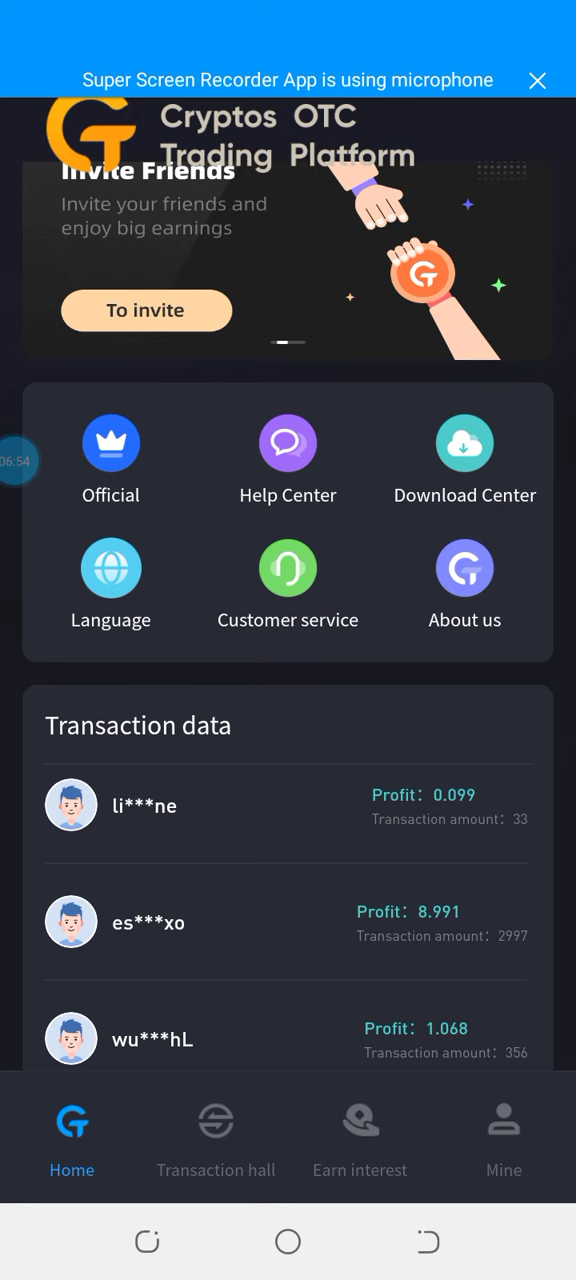 Super Screen Recorder App is using microphone
Cryptos OTC
Trading Platform
Invite Friends
Invite your friends and
enjoy big earnings
To invite
06:54
Official
Help Center
Download Center
Language
Customer service
About us
Transaction data
li***ne
Profit：0.099
Transaction amount：33
es***xo
Profit：8.991
Transaction amount：2997
wu***hL
Profit：1.068
Transaction amount：356
Home
Transaction hall
Earn interest
Mine